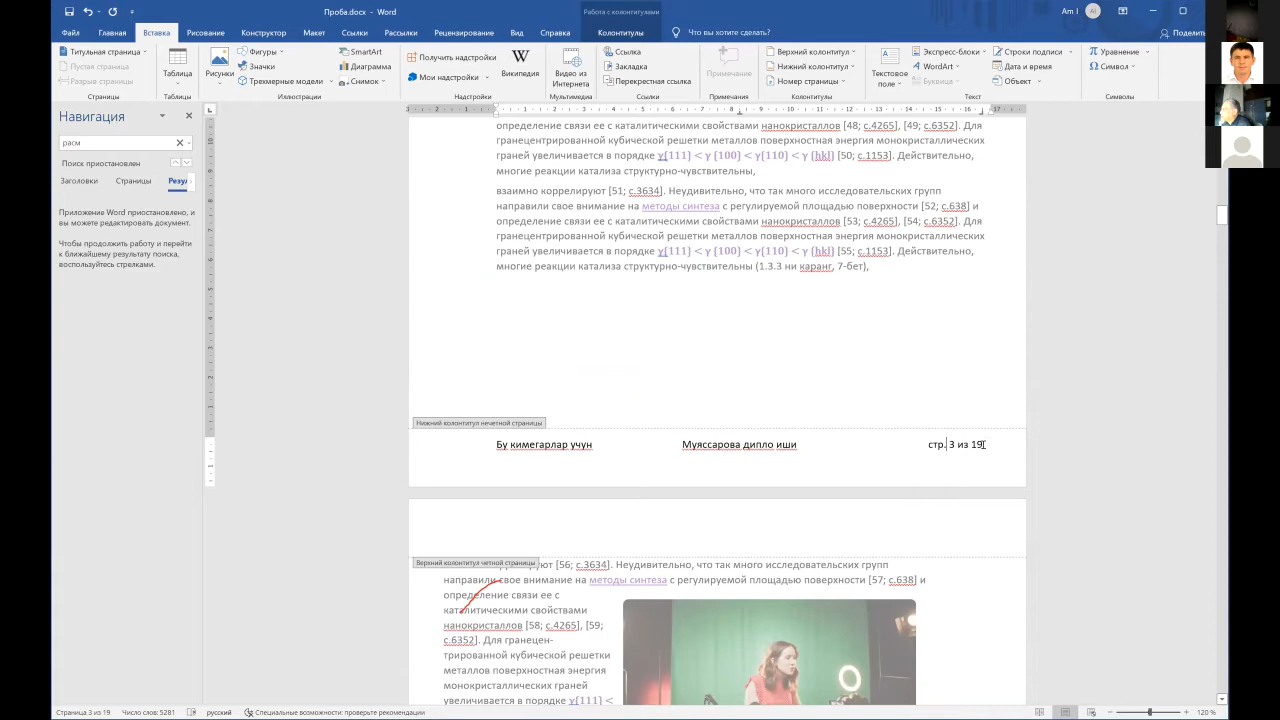 Проба.docx - Word
Работа с колонтитулами
Am I
AI
Файл
Главная
Вставка
Рисование
Конструктор
Макет
Ссылки
Рассылки
Рецензирование
Вид
Справка
Колонтитулы
Что вы хотите сделать?
Поделить
Титульная страница
Пустая страница
Разрыв страницы
Страницы
Таблица
Таблицы
Рисунки
Фигуры
Значки
Трехмерные модели
SmartArt
Диаграмма
Снимок
Иллюстрации
Получить надстройки
Мои надстройки
Википедия
Надстройки
Видео из Интернета
Мультимедиа
Ссылка
Закладка
Перекрестная ссылка
Ссылки
Примечание
Примечания
Верхний колонтитул
Нижний колонтитул
Номер страницы
Колонтитулы
Текстовое поле
Экспресс-блоки
WordArt
Буквица
Строки подписи
Дата и время
Объект
Текст
Уравнение
Символ
Символы
Навигация
расм
Поиск приостановлен
Заголовки
Страницы
Резул
Приложение Word приостановлено, и
вы можете редактировать документ.
Чтобы продолжить работу и перейти
к ближайшему результату поиска,
воспользуйтесь стрелками.
определение связи ее с каталитическими свойствами нанокристаллов [48; с.4265], [49; с.6352]. Для
гранецентрированной кубической решетки металлов поверхностная энергия монокристаллических
граней увеличивается в порядке γ(111) < γ (100) < γ(110) < γ (hkl) [50; с.1153]. Действительно,
многие реакции катализа структурно-чувствительны,
взаимно коррелируют [51; с.3634]. Неудивительно, что так много исследовательских групп
направили свое внимание на методы синтеза с регулируемой площадью поверхности [52; с.638] и
определение связи ее с каталитическими свойствами нанокристаллов [53; с.4265], [54; с.6352]. Для
гранецентрированной кубической решетки металлов поверхностная энергия монокристаллических
граней увеличивается в порядке γ(111) < γ (100) < γ(110) < γ (hkl) [55; с.1153]. Действительно,
многие реакции катализа структурно-чувствительны (1.3.3 ни каранг, 7-бет),
Нижний колонтитул нечетной страницы
Бу кимегарлар учун Муяссарова дипло иши стр. 3 из 19
Верхний колонтитул четной страницы
[56; с.3634]. Неудивительно, что так много исследовательских групп
направили свое внимание на методы синтеза с регулируемой площадью поверхности [57; с.638] и
определение связи ее с
каталитическими свойствами
нанокристаллов [58; с.4265], [59;
с.6352]. Для гранецен-
трированной кубической решетки
металлов поверхностная энергия
монокристаллических граней
увеличивается в порядке γ(111) <
Страница 3 из 19
Число слов: 5281
русский
Специальные возможности: проверьте рекомендации
120 %